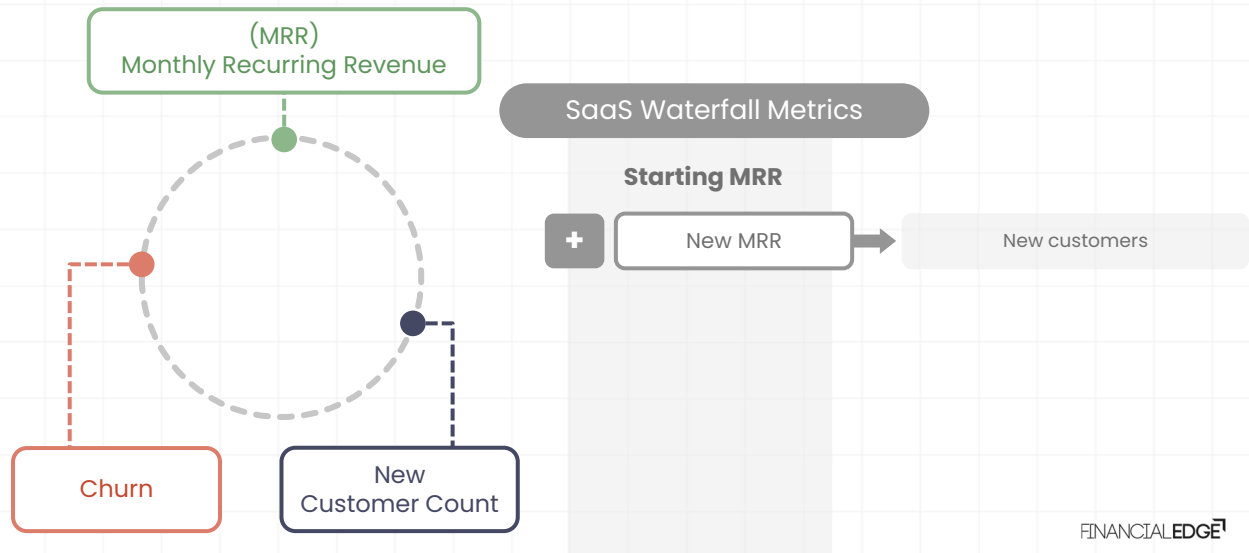 (MRR)
Monthly Recurring Revenue
Churn
New
Customer Count
SaaS Waterfall Metrics
Starting MRR
+
New MRR
New customers
FINANCIALEDGE